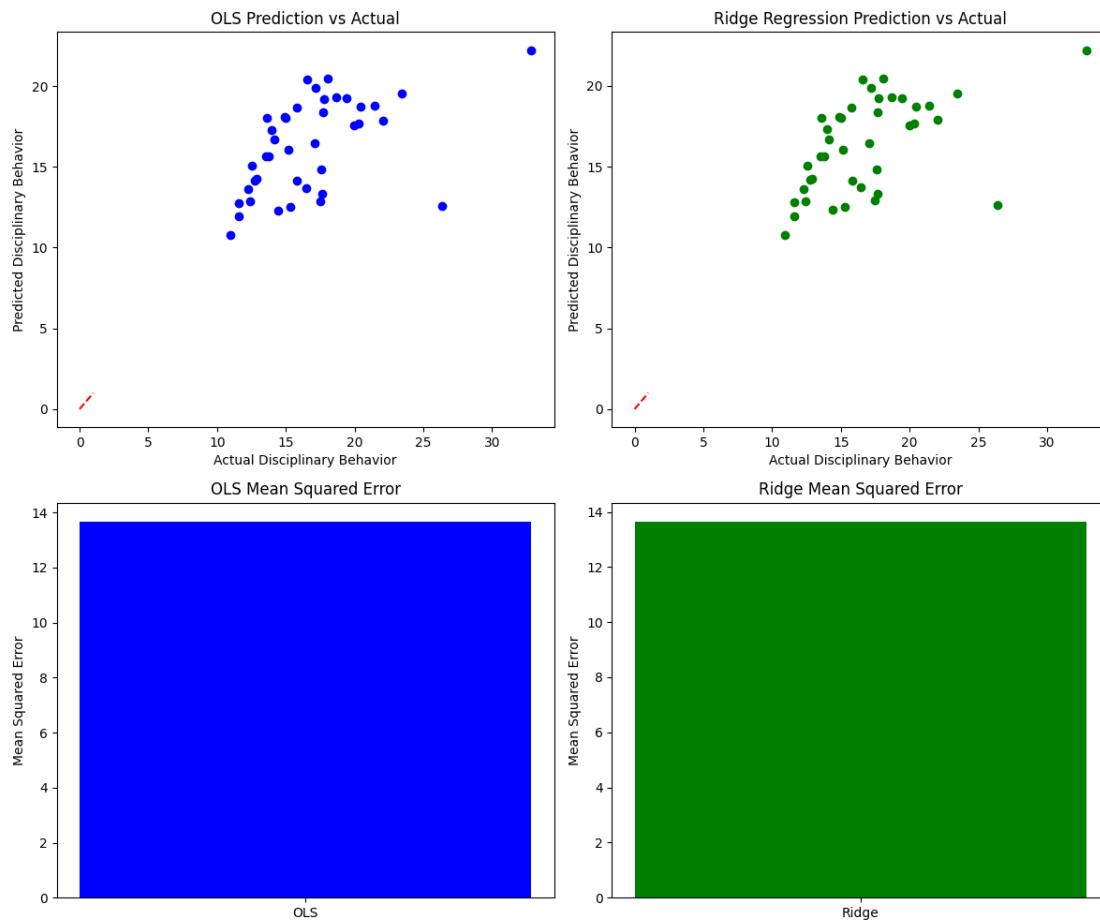 OLS Prediction vs Actual
Predicted Disciplinary Behavior
20
15
10
5
0
0 5 10 15 20 25 30
Actual Disciplinary Behavior
Ridge Regression Prediction vs Actual
Predicted Disciplinary Behavior
20
15
10
5
0
0 5 10 15 20 25 30
Actual Disciplinary Behavior
OLS Mean Squared Error
Mean Squared Error
14
12
10
8
6
4
2
0
OLS
Ridge Mean Squared Error
Mean Squared Error
14
12
10
8
6
4
2
0
Ridge